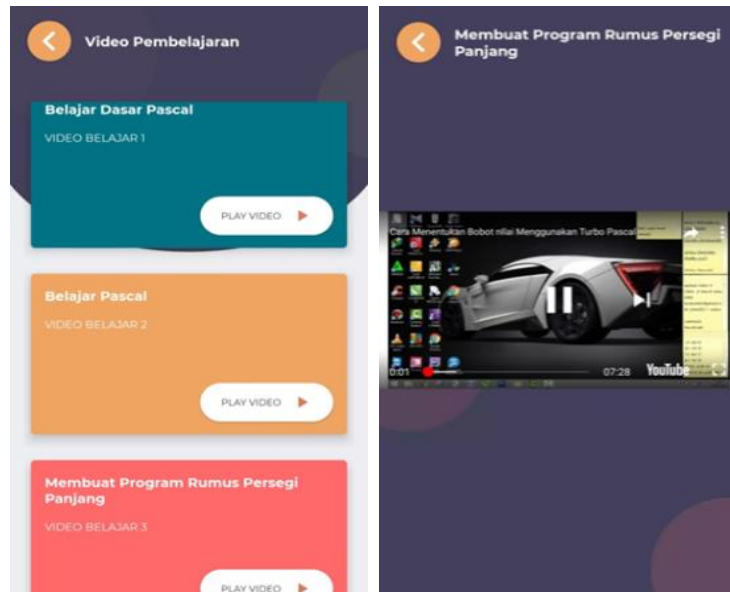 Video Pembelajaran
Belajar Dasar Pascal
VIDEO BELAJAR 1
PLAY VIDEO
Belajar Pascal
VIDEO BELAJAR 2
PLAY VIDEO
Membuat Program Rumus Persegi
Panjang
VIDEO BELAJAR 3
PLAY VIDEO
Membuat Program Rumus Persegi
Panjang
Cara Menentukan Bobot nilai Menggunakan Turbo Pascal
0:01
07:28
YouTube